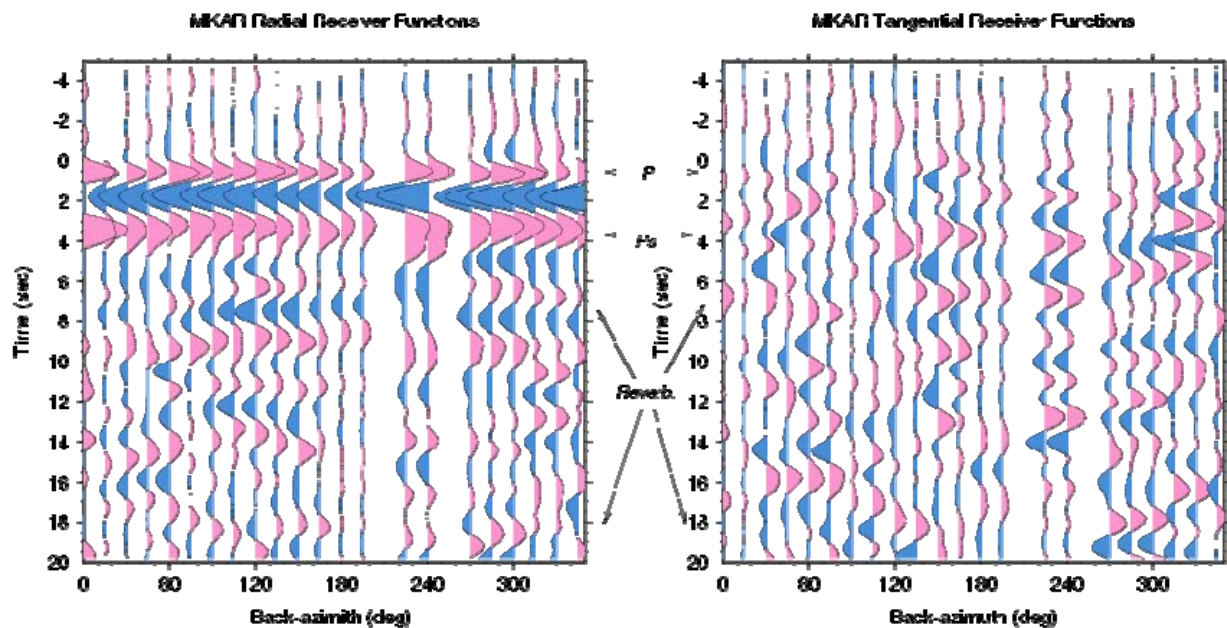 MKAR Radial Receiver Functons
MKAR Tangential Receiver Functions
-4
-2
0
2
4
6
8
10
12
14
16
18
20
Time (sec)
0 60 120 180 240 300
Back-azimith (deg)
P
Ps
Reverb.
-4
-2
0
2
4
6
8
10
12
14
16
18
20
Time (sec)
0 60 120 180 240 300
Back-azimuth (deg)